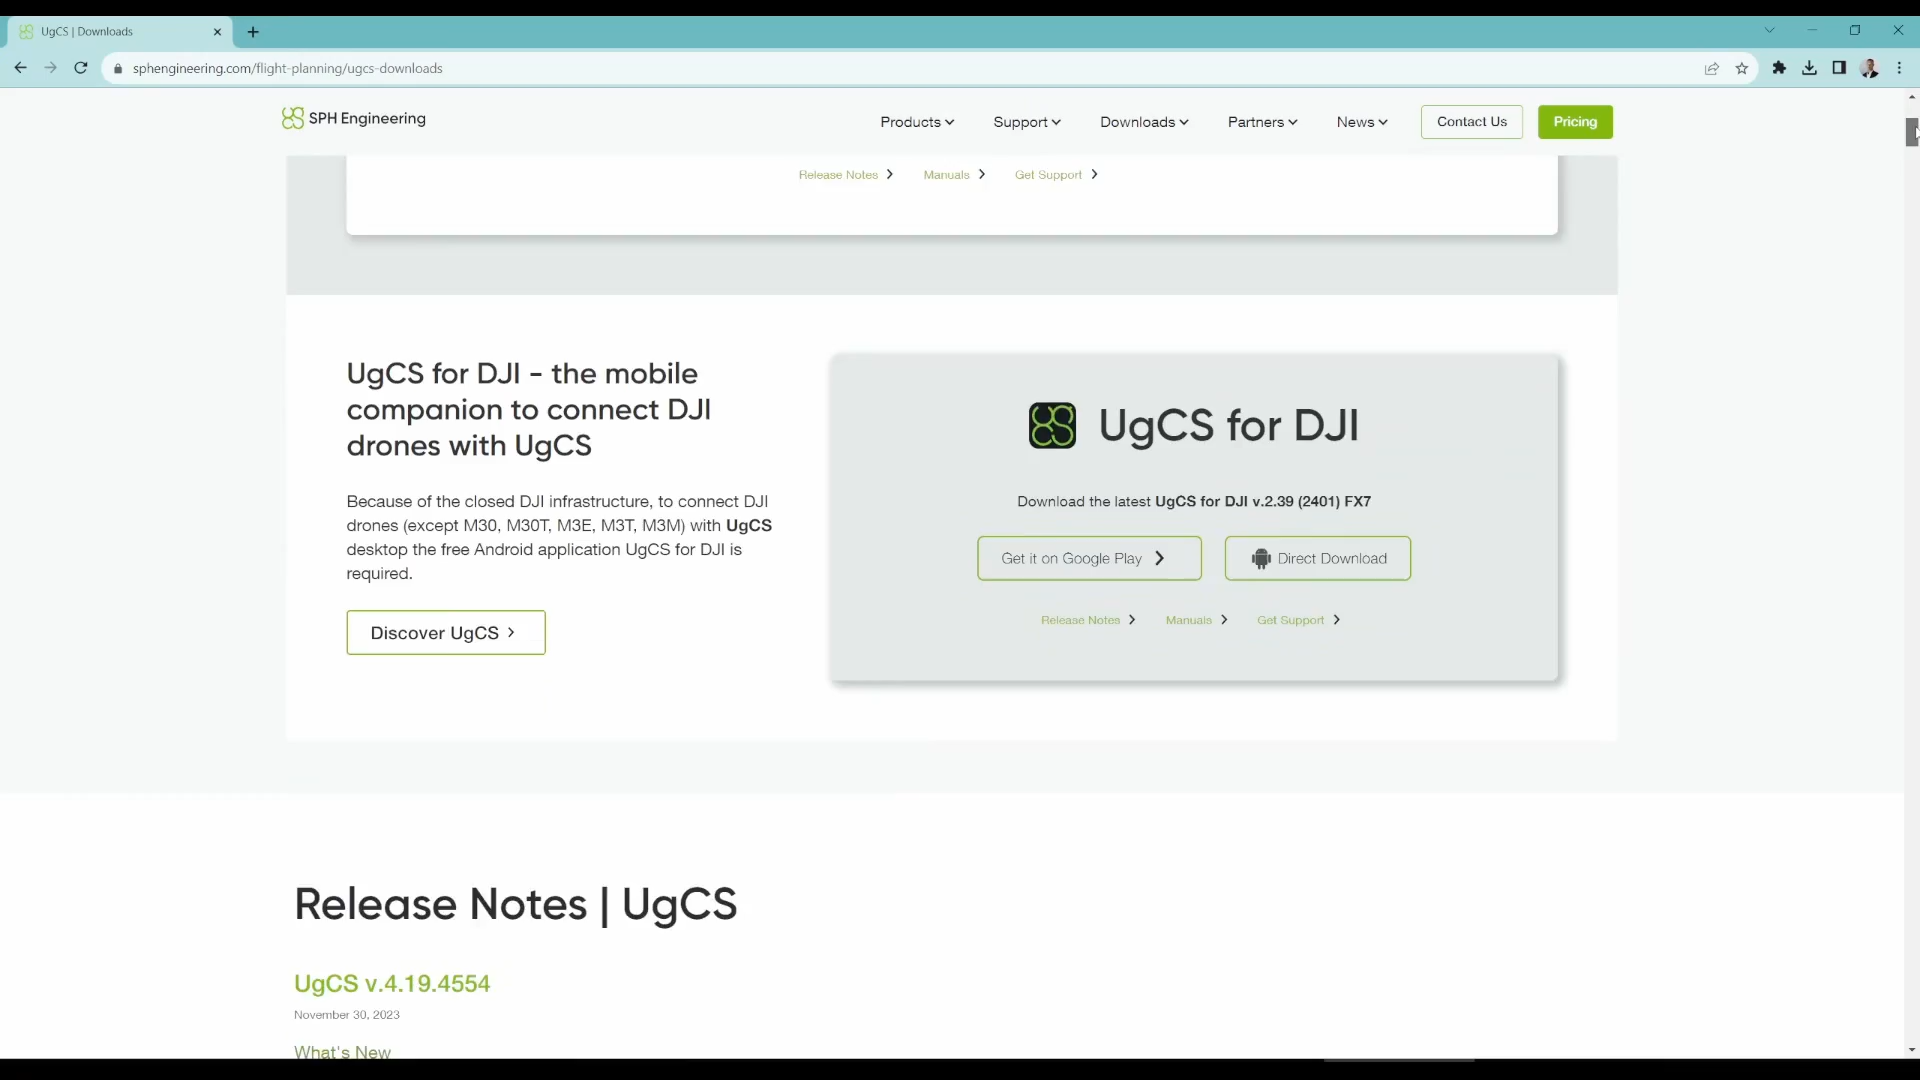 UgCS | Downloads
sphengineering.com/flight-planning/ugcs-downloads
SPH Engineering
Products
Support
Downloads
Partners
News
Contact Us
Pricing
Release Notes
Manuals
Get Support
UgCS for DJI - the mobile
companion to connect DJI
drones with UgCS
Because of the closed DJI infrastructure, to connect DJI
drones (except M30, M30T, M3E, M3T, M3M) with UgCS
desktop the free Android application UgCS for DJI is
required.
Discover UgCS
UgCS for DJI
Download the latest UgCS for DJI v.2.39 (2401) FX7
Get it on Google Play
Direct Download
Release Notes
Manuals
Get Support
Release Notes | UgCS
UgCS v.4.19.4554
November 30, 2023
What's New